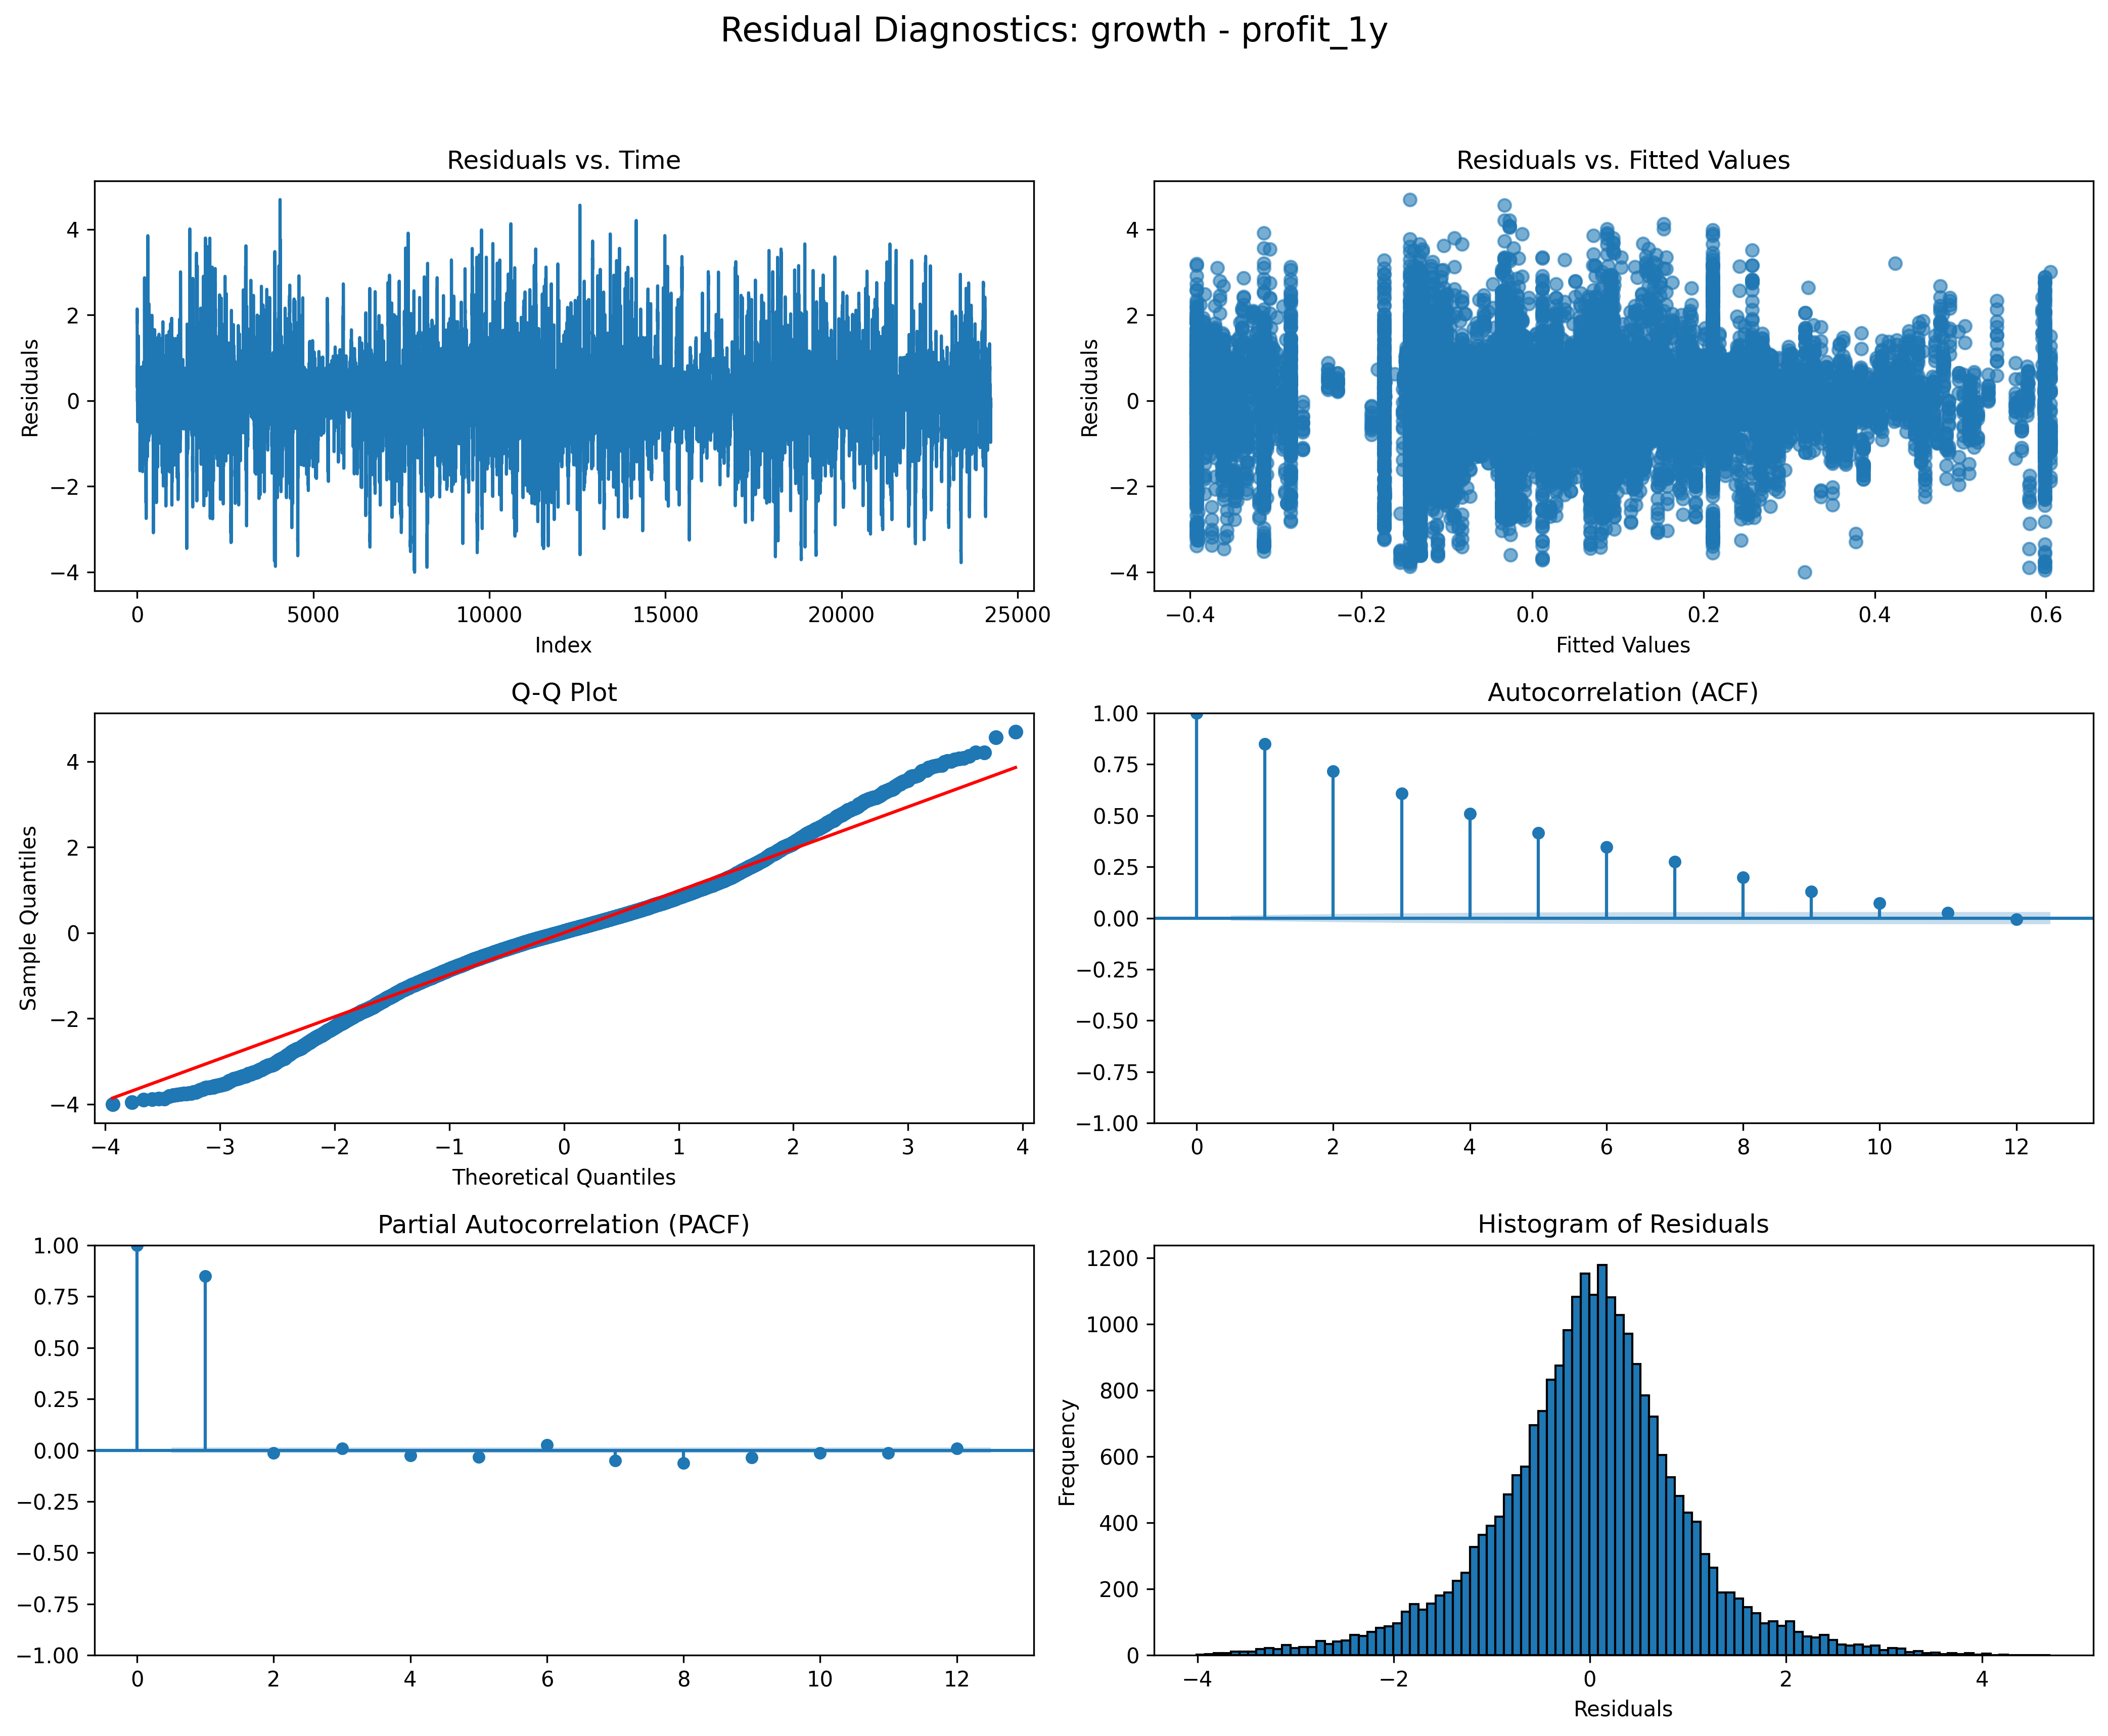 Residual Diagnostics: growth - profit_1y
Residuals vs. Time
4
2
0
−2
−4
Residuals
0 5000 10000 15000 20000 25000
Index
Residuals vs. Fitted Values
4
2
0
−2
−4
Residuals
−0.4 −0.2 0.0 0.2 0.4 0.6
Fitted Values
Q-Q Plot
4
2
0
−2
−4
Sample Quantiles
−4 −3 −2 −1 0 1 2 3 4
Theoretical Quantiles
Autocorrelation (ACF)
1.00
0.75
0.50
0.25
0.00
−0.25
−0.50
−0.75
−1.00
0 2 4 6 8 10 12
Partial Autocorrelation (PACF)
1.00
0.75
0.50
0.25
0.00
−0.25
−0.50
−0.75
−1.00
0 2 4 6 8 10 12
Histogram of Residuals
1200
1000
800
600
400
200
0
Frequency
−4 −2 0 2 4
Residuals